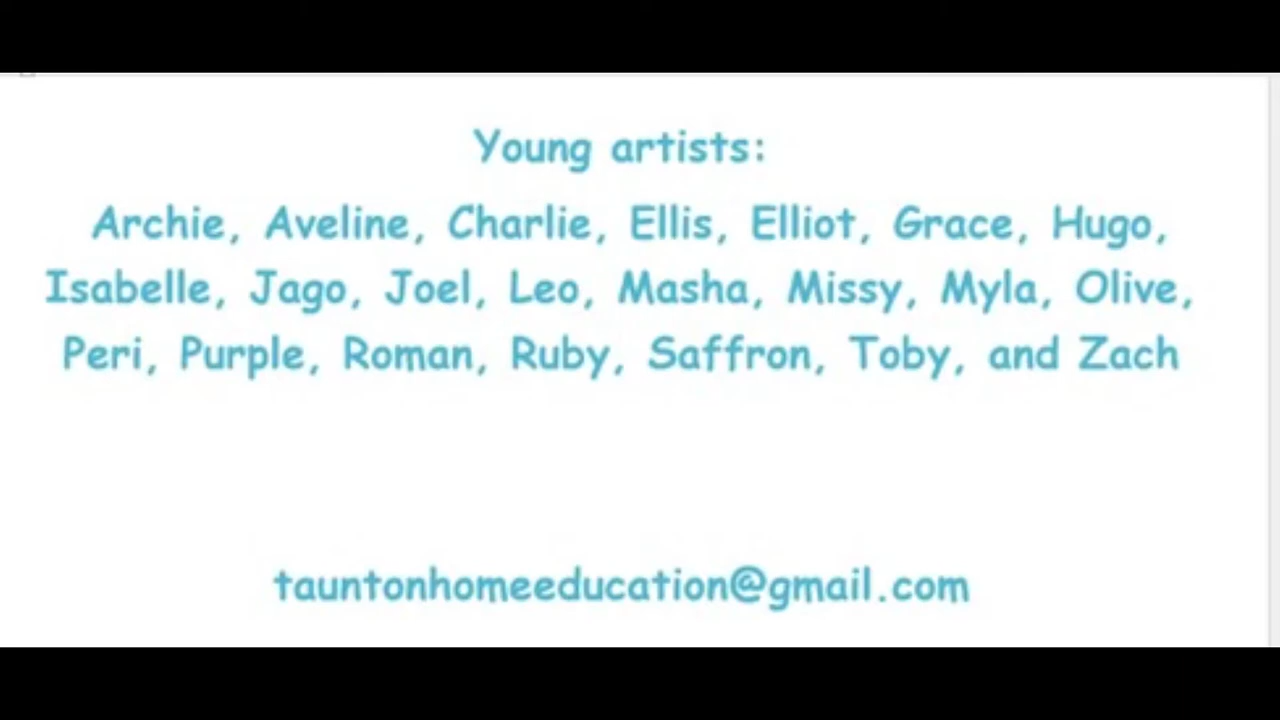 Young artists:
Archie, Aveline, Charlie, Ellis, Elliot, Grace, Hugo,
Isabelle, Jago, Joel, Leo, Masha, Missy, Myla, Olive,
Peri, Purple, Roman, Ruby, Saffron, Toby, and Zach
tauntonhomeeducation@gmail.com